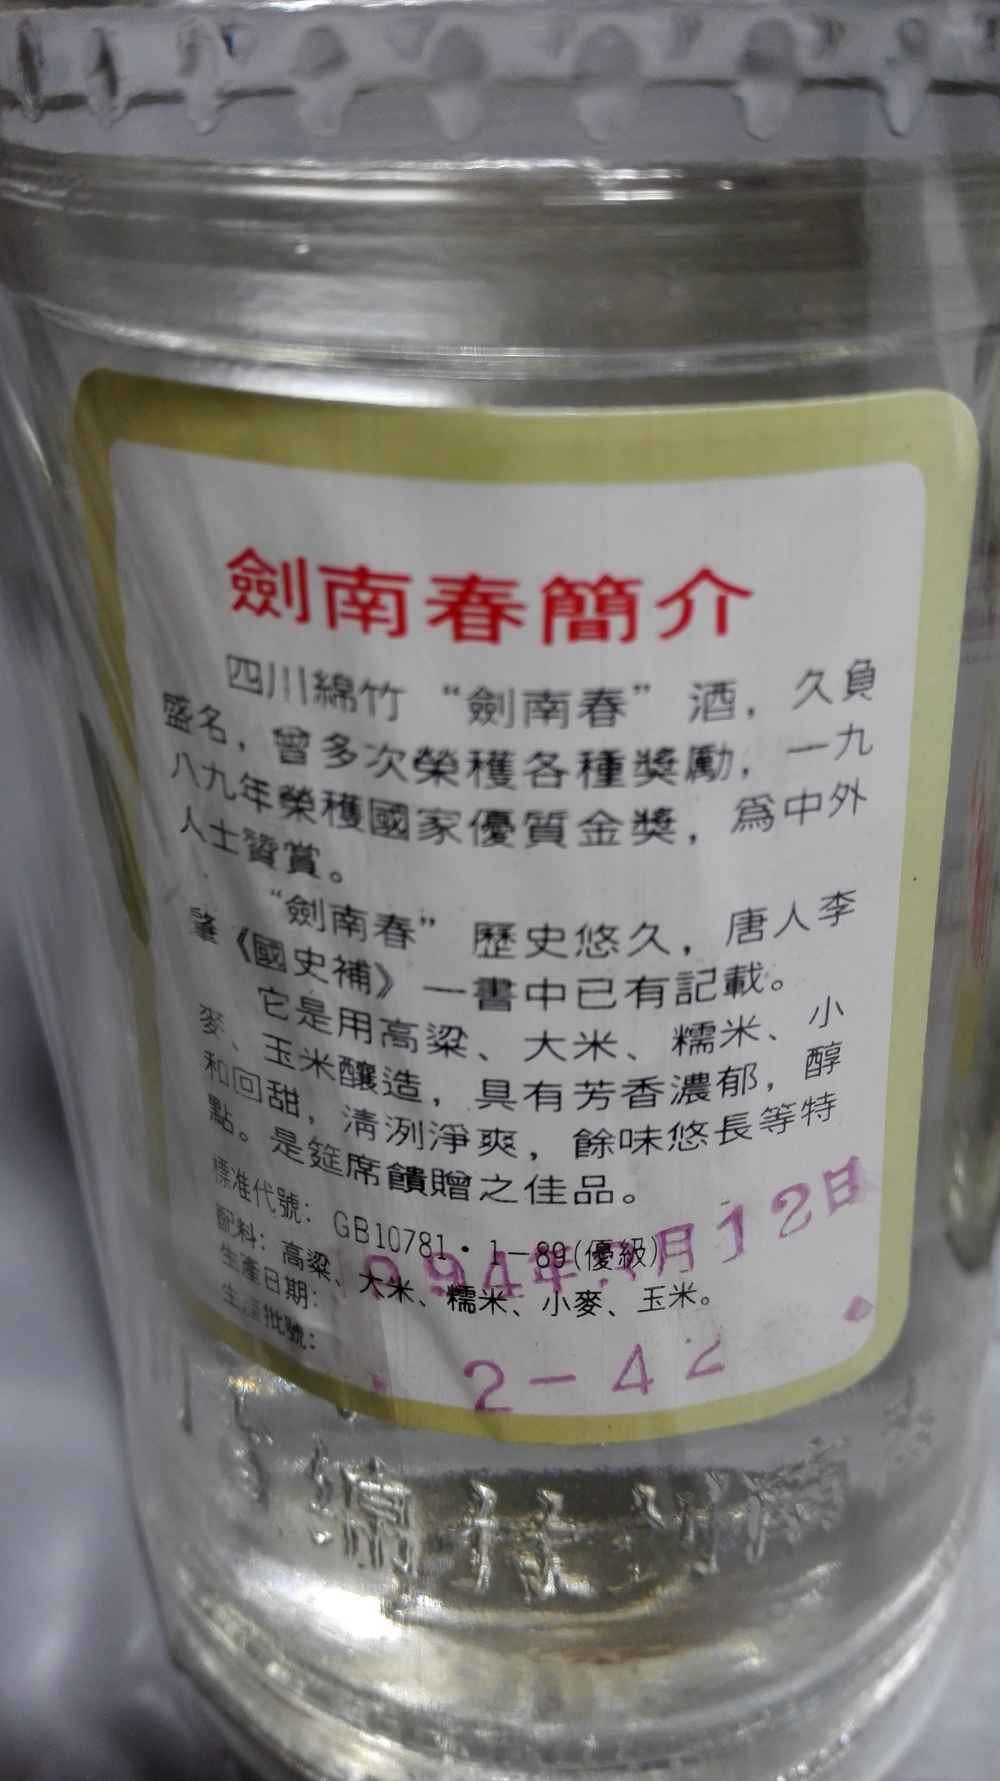 劍南春簡介
四川綿竹“劍南春”酒，久負
盛名，曾多次榮獲各種獎勵，一九
八九年榮獲國家優質金獎，爲中外
人士贊賞。
“劍南春”歷史悠久，唐人李
肇《國史補》一書中已有記載。
它是用高粱、大米、糯米、小
麥、玉米釀造，具有芳香濃郁，醇
和回甜，清洌淨爽，餘味悠長等特
點。是筵席饋贈之佳品。
標准代號：GB10781·1－89(優級)
配料：高粱、大米、糯米、小麥、玉米。
生產日期：
生產批號：
2-42
綿竹